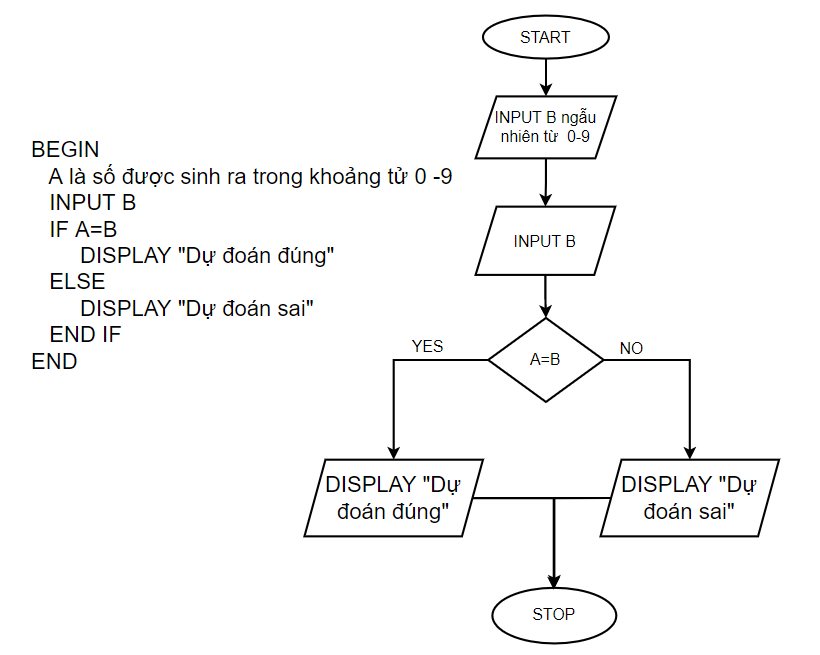 BEGIN
A là số được sinh ra trong khoảng tử 0 -9
INPUT B
IF A=B
DISPLAY "Dự đoán đúng"
ELSE
DISPLAY "Dự đoán sai"
END IF
END
START
INPUT B ngẫu
nhiên từ 0-9
INPUT B
A=B
YES
NO
DISPLAY "Dự
đoán đúng"
DISPLAY "Dự
đoán sai"
STOP